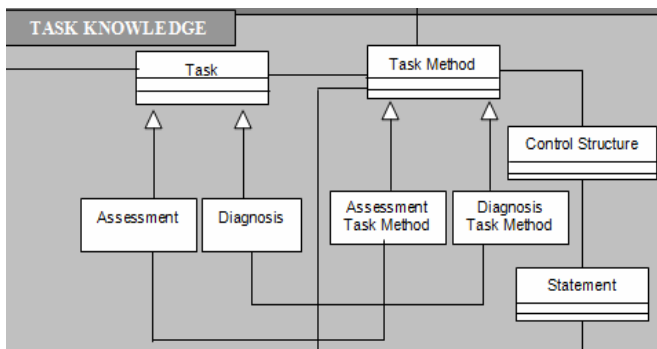 TASK KNOWLEDGE
Task
Task Method
Control Structure
Assessment
Diagnosis
Assessment
Task Method
Diagnosis
Task Method
Statement